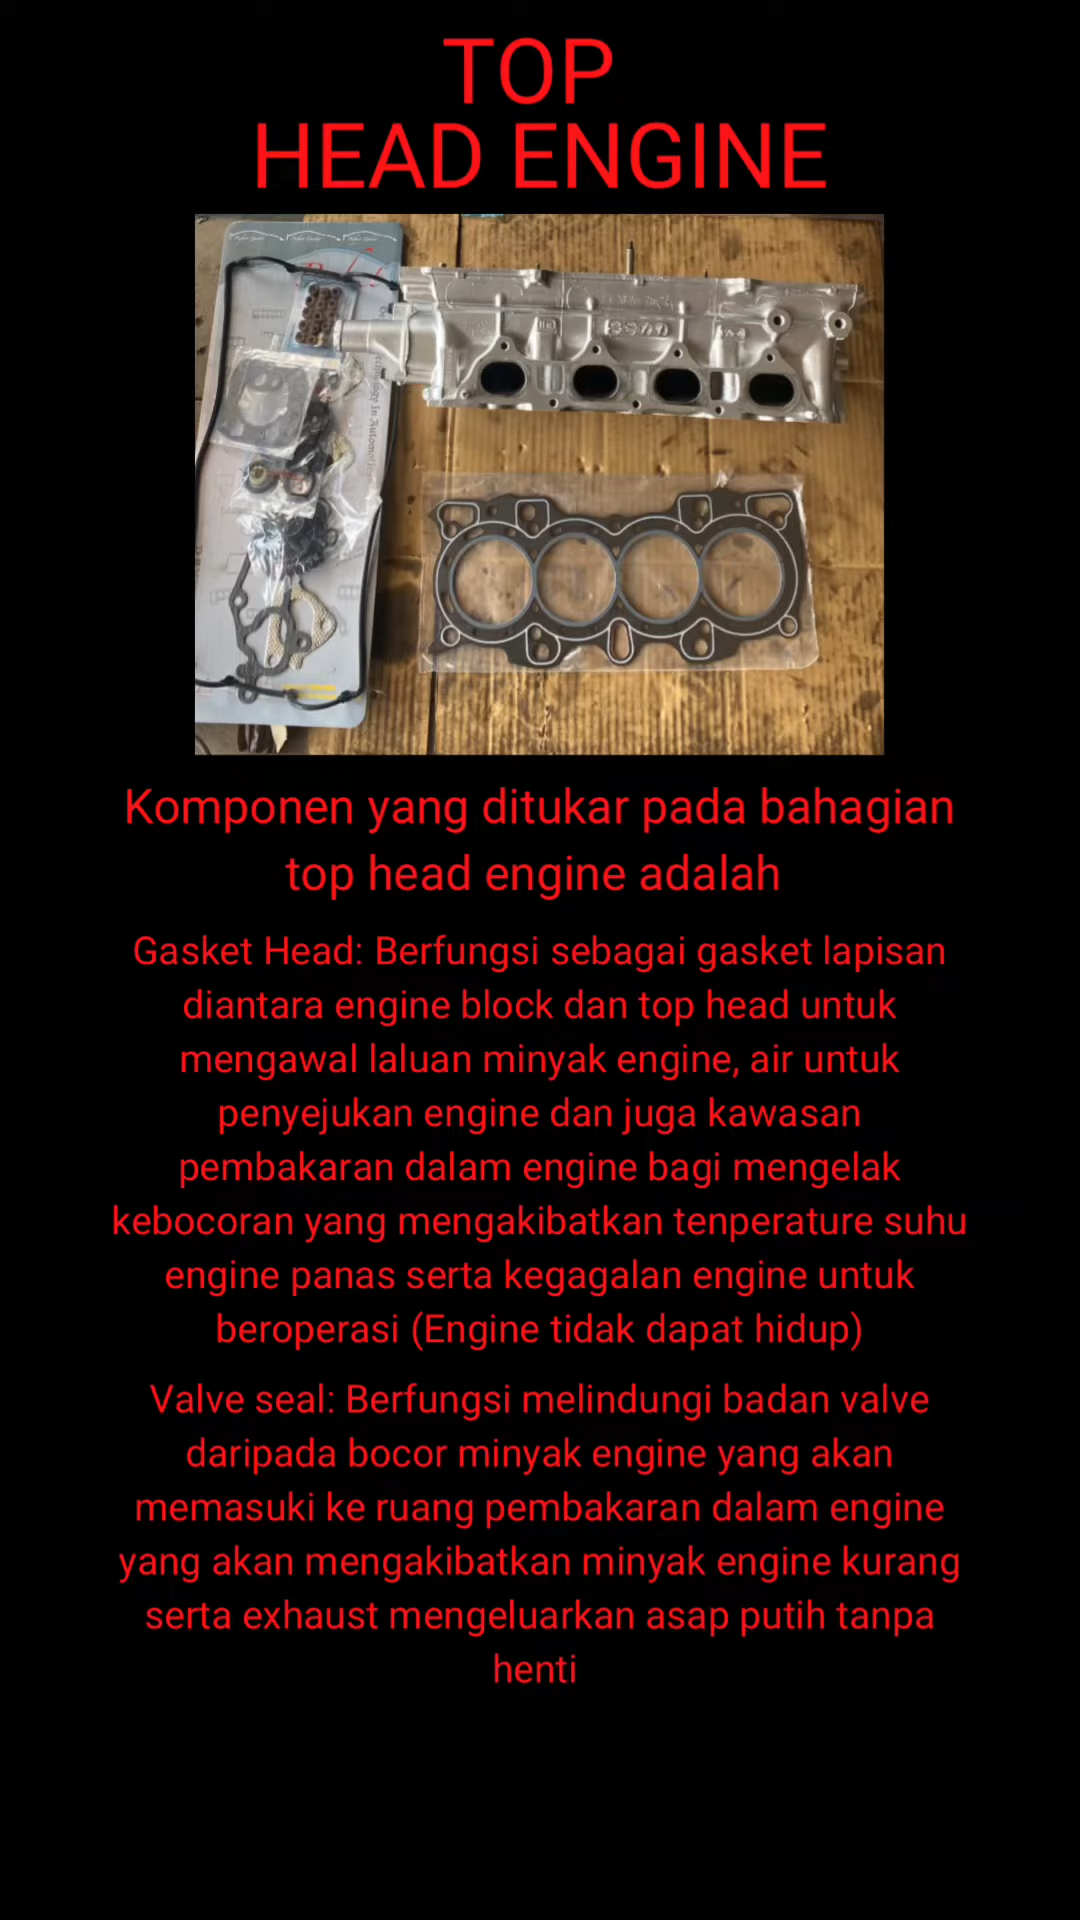 TOP
HEAD ENGINE
Komponen yang ditukar pada bahagian
top head engine adalah
Gasket Head: Berfungsi sebagai gasket lapisan
diantara engine block dan top head untuk
mengawal laluan minyak engine, air untuk
penyejukan engine dan juga kawasan
pembakaran dalam engine bagi mengelak
kebocoran yang mengakibatkan tenperature suhu
engine panas serta kegagalan engine untuk
beroperasi (Engine tidak dapat hidup)
Valve seal: Berfungsi melindungi badan valve
daripada bocor minyak engine yang akan
memasuki ke ruang pembakaran dalam engine
yang akan mengakibatkan minyak engine kurang
serta exhaust mengeluarkan asap putih tanpa
henti